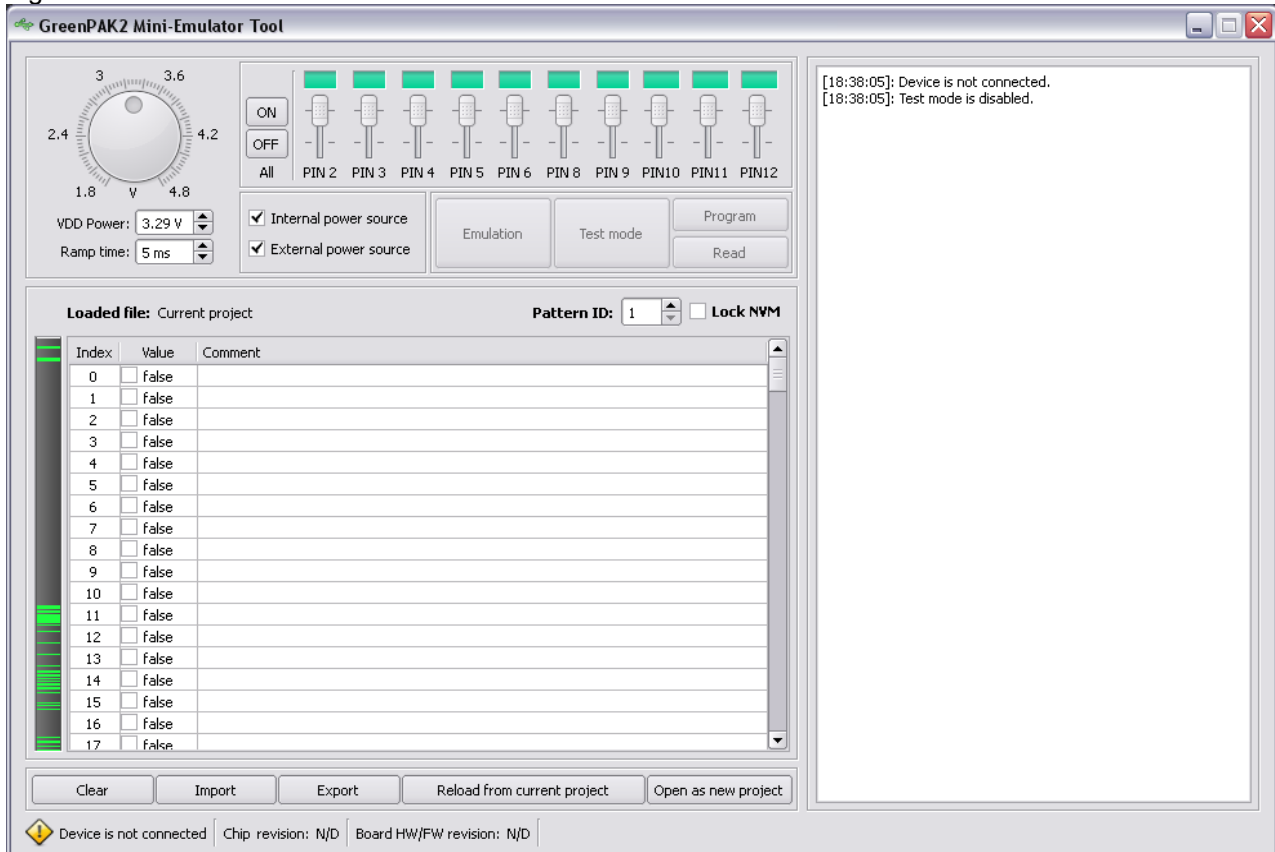 GreenPAK2 Mini-Emulator Tool
3 3.6
2.4 4.2
1.8 V 4.8
VDD Power: 3.29 V
Ramp time: 5 ms
ON
OFF
All PIN 2 PIN 3 PIN 4 PIN 5 PIN 6 PIN 8 PIN 9 PIN10 PIN11 PIN12
Internal power source
External power source
Emulation
Test mode
Program
Read
Loaded file: Current project
Pattern ID: 1 Lock NVM
Index Value Comment
0 false
1 false
2 false
3 false
4 false
5 false
6 false
7 false
8 false
9 false
10 false
11 false
12 false
13 false
14 false
15 false
16 false
17 false
Clear Import Export Reload from current project Open as new project
Device is not connected Chip revision: N/D Board HW/FW revision: N/D
[18:38:05]: Device is not connected.
[18:38:05]: Test mode is disabled.